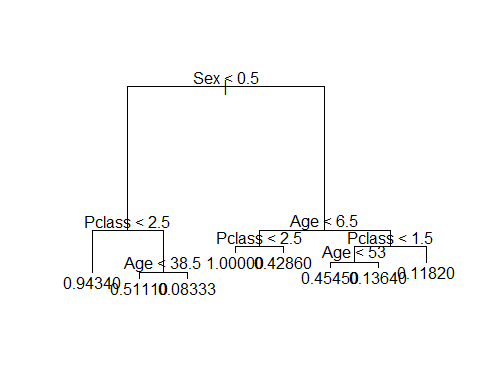 Sex < 0.5
Pclass < 2.5
Age < 6.5
Pclass < 2.5
Pclass < 1.5
Age < 38.5
Age < 53
0.94340
0.51110
0.08333
1.00000
0.42860
0.45450
0.13640
0.11820